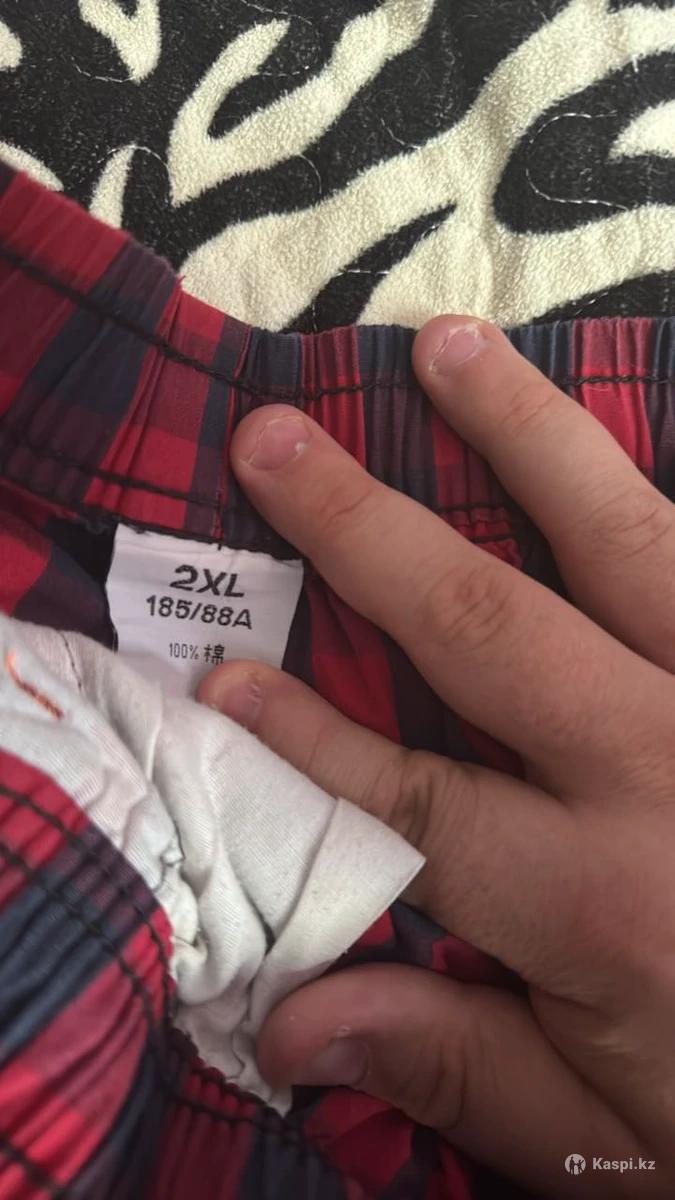 2XL
185/88A
100% 棉
Kaspi.kz